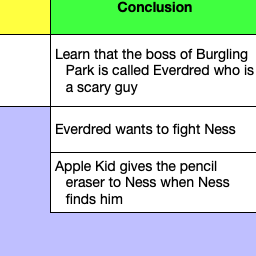 Conclusion
Learn that the boss of Burgling
Park is called Everdred who is
a scary guy
Everdred wants to fight Ness
Apple Kid gives the pencil
eraser to Ness when Ness
finds him